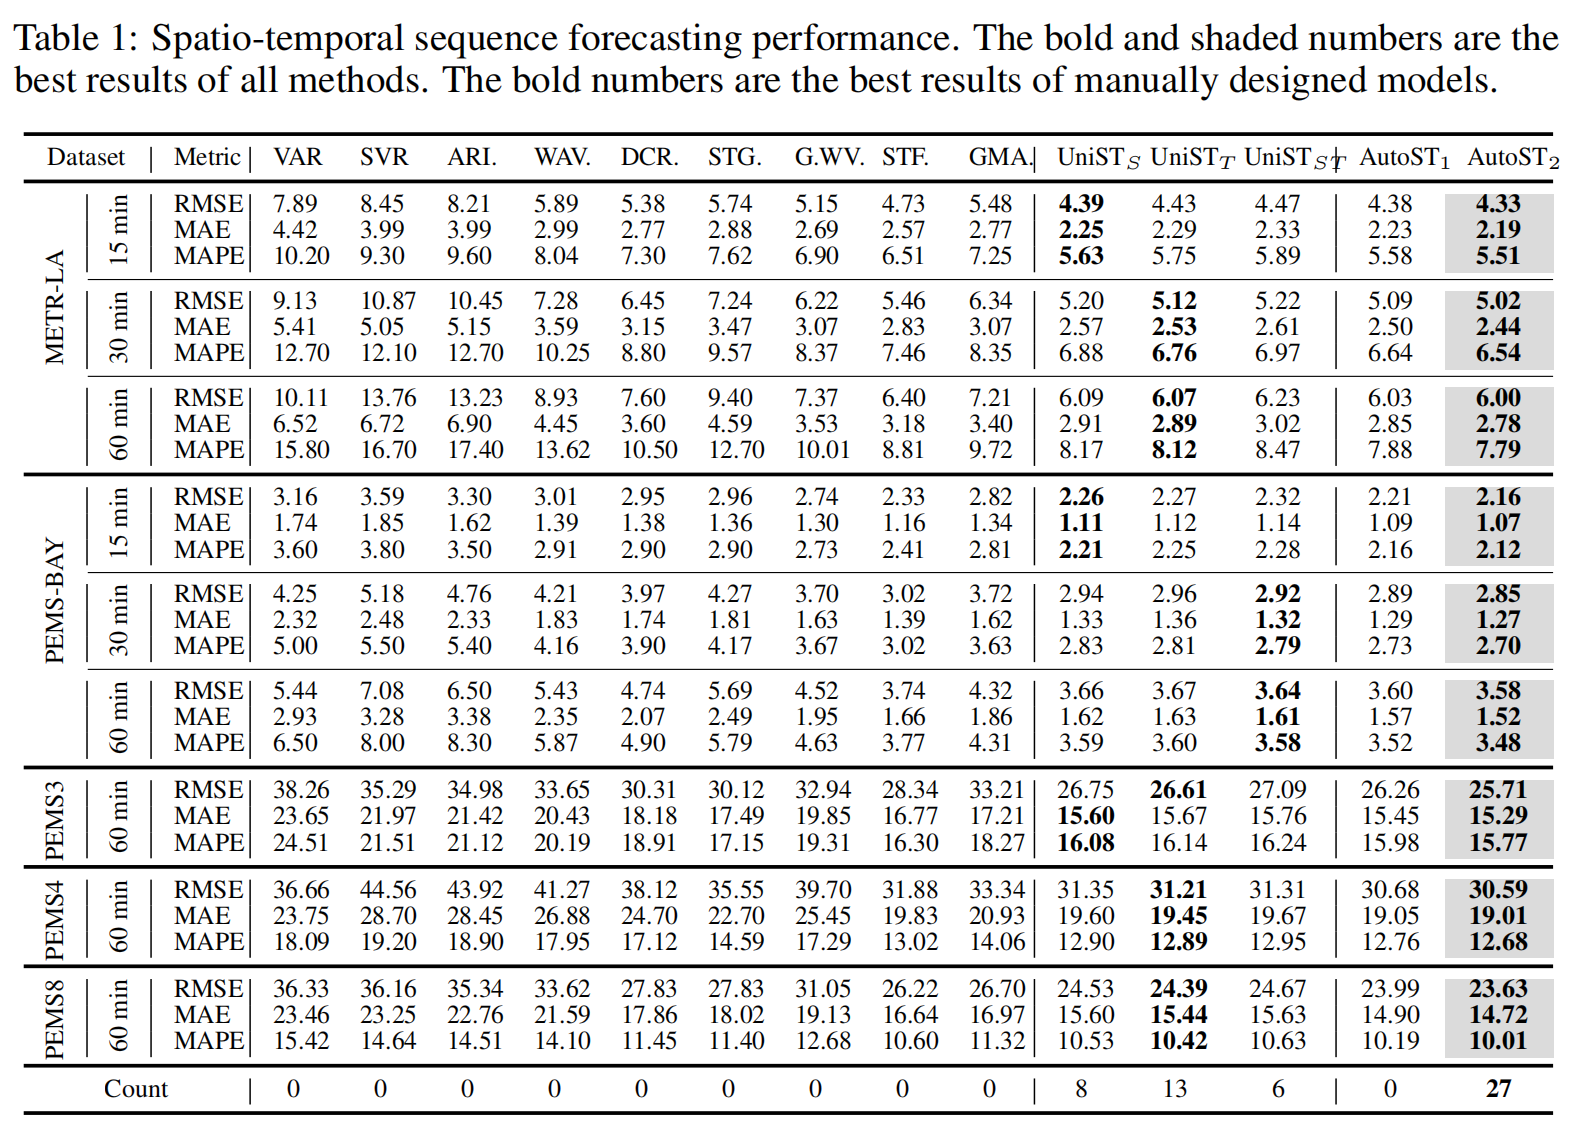 Table 1: Spatio-temporal sequence forecasting performance. The bold and shaded numbers are the
best results of all methods. The bold numbers are the best results of manually designed models.
Dataset | Metric | VAR SVR ARI. WAV. DCR. STG. G.WV. STF. GMA. | UniST_S UniST_T UniST_ST | AutoST_1 AutoST_2
METR-LA
15 min
RMSE 7.89 8.45 8.21 5.89 5.38 5.74 5.15 4.73 5.48 4.39 4.43 4.47 4.38 4.33
MAE 4.42 3.99 3.99 2.99 2.77 2.88 2.69 2.57 2.77 2.25 2.29 2.33 2.23 2.19
MAPE 10.20 9.30 9.60 8.04 7.30 7.62 6.90 6.51 7.25 5.63 5.75 5.89 5.58 5.51
30 min
RMSE 9.13 10.87 10.45 7.28 6.45 7.24 6.22 5.46 6.34 5.20 5.12 5.22 5.09 5.02
MAE 5.41 5.05 5.15 3.59 3.15 3.47 3.07 2.83 3.07 2.57 2.53 2.61 2.50 2.44
MAPE 12.70 12.10 12.70 10.25 8.80 9.57 8.37 7.46 8.35 6.88 6.76 6.97 6.64 6.54
60 min
RMSE 10.11 13.76 13.23 8.93 7.60 9.40 7.37 6.40 7.21 6.09 6.07 6.23 6.03 6.00
MAE 6.52 6.72 6.90 4.45 3.60 4.59 3.53 3.18 3.40 2.91 2.89 3.02 2.85 2.78
MAPE 15.80 16.70 17.40 13.62 10.50 12.70 10.01 8.81 9.72 8.17 8.12 8.47 7.88 7.79
PEMS-BAY
15 min
RMSE 3.16 3.59 3.30 3.01 2.95 2.96 2.74 2.33 2.82 2.26 2.27 2.32 2.21 2.16
MAE 1.74 1.85 1.62 1.39 1.38 1.36 1.30 1.16 1.34 1.11 1.12 1.14 1.09 1.07
MAPE 3.60 3.80 3.50 2.91 2.90 2.90 2.73 2.41 2.81 2.21 2.25 2.28 2.16 2.12
30 min
RMSE 4.25 5.18 4.76 4.21 3.97 4.27 3.70 3.02 3.72 2.94 2.96 2.92 2.89 2.85
MAE 2.32 2.48 2.33 1.83 1.74 1.81 1.63 1.39 1.62 1.33 1.36 1.32 1.29 1.27
MAPE 5.00 5.50 5.40 4.16 3.90 4.17 3.67 3.02 3.63 2.83 2.81 2.79 2.73 2.70
60 min
RMSE 5.44 7.08 6.50 5.43 4.74 5.69 4.52 3.74 4.32 3.66 3.67 3.64 3.60 3.58
MAE 2.93 3.28 3.38 2.35 2.07 2.49 1.95 1.66 1.86 1.62 1.63 1.61 1.57 1.52
MAPE 6.50 8.00 8.30 5.87 4.90 5.79 4.63 3.77 4.31 3.59 3.60 3.58 3.52 3.48
PEMS3
60 min
RMSE 38.26 35.29 34.98 33.65 30.31 30.12 32.94 28.34 33.21 26.75 26.61 27.09 26.26 25.71
MAE 23.65 21.97 21.42 20.43 18.18 17.49 19.85 16.77 17.21 15.60 15.67 15.76 15.45 15.29
MAPE 24.51 21.51 21.12 20.19 18.91 17.15 19.31 16.30 18.27 16.08 16.14 16.24 15.98 15.77
PEMS4
60 min
RMSE 36.66 44.56 43.92 41.27 38.12 35.55 39.70 31.88 33.34 31.35 31.21 31.31 30.68 30.59
MAE 23.75 28.70 28.45 26.88 24.70 22.70 25.45 19.83 20.93 19.60 19.45 19.67 19.05 19.01
MAPE 18.09 19.20 18.90 17.95 17.12 14.59 17.29 13.02 14.06 12.90 12.89 12.95 12.76 12.68
PEMS8
60 min
RMSE 36.33 36.16 35.34 33.62 27.83 27.83 31.05 26.22 26.70 24.53 24.39 24.67 23.99 23.63
MAE 23.46 23.25 22.76 21.59 17.86 18.02 19.13 16.64 16.97 15.60 15.44 15.63 14.90 14.72
MAPE 15.42 14.64 14.51 14.10 11.45 11.40 12.68 10.60 11.32 10.53 10.42 10.63 10.19 10.01
Count 0 0 0 0 0 0 0 0 0 8 13 6 0 27